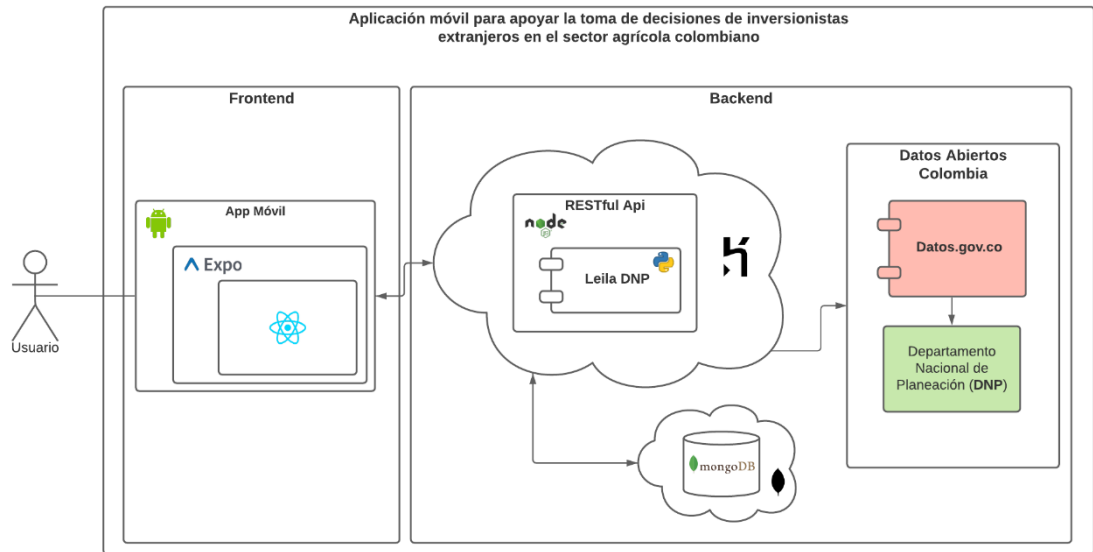 Aplicación móvil para apoyar la toma de decisiones de inversionistas
extranjeros en el sector agrícola colombiano
Frontend
Backend
App Móvil
Expo
RESTful Api
node
JS
Leila DNP
Datos Abiertos
Colombia
Datos.gov.co
Departamento
Nacional de
Planeación (DNP)
mongoDB
Usuario